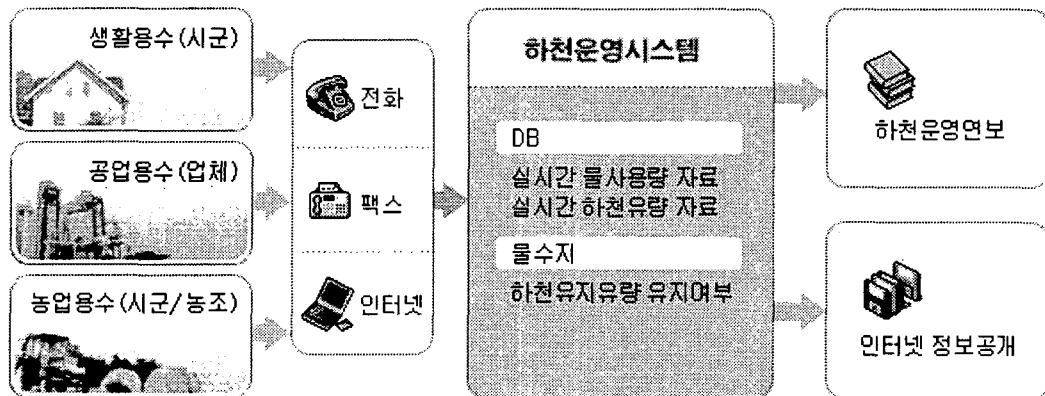 생활용수(시군)
공업용수(업체)
농업용수(시군/농조)
전화
팩스
인터넷
하천운영시스템
DB
실시간 물사용량 자료
실시간 하천유량 자료
물수지
하천유지유량 유지여부
하천운영연보
인터넷 정보공개